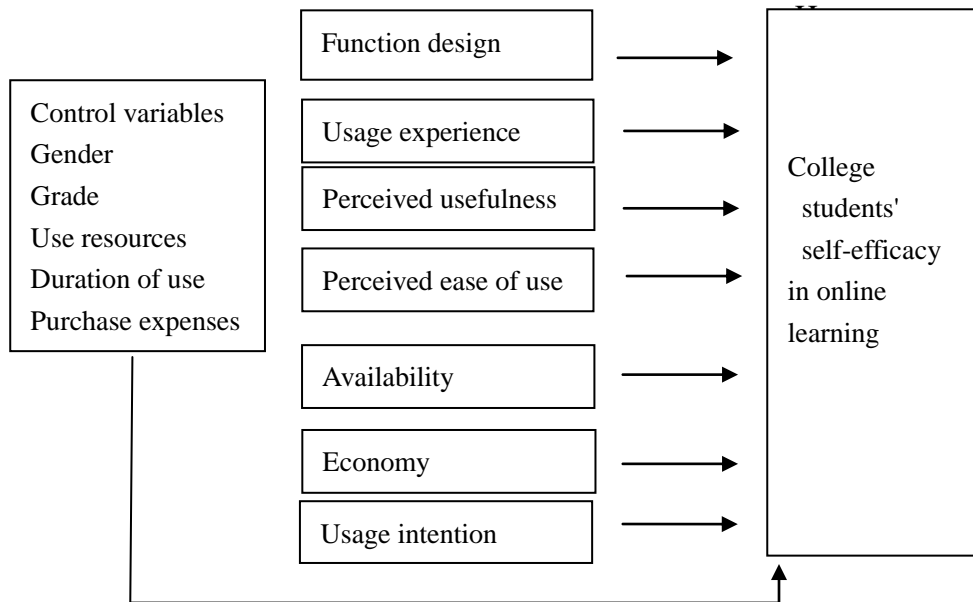 Function design
Control variables
Gender
Grade
Use resources
Duration of use
Purchase expenses
Usage experience
Perceived usefulness
Perceived ease of use
Availability
Economy
Usage intention
College
students'
self-efficacy
in online
learning